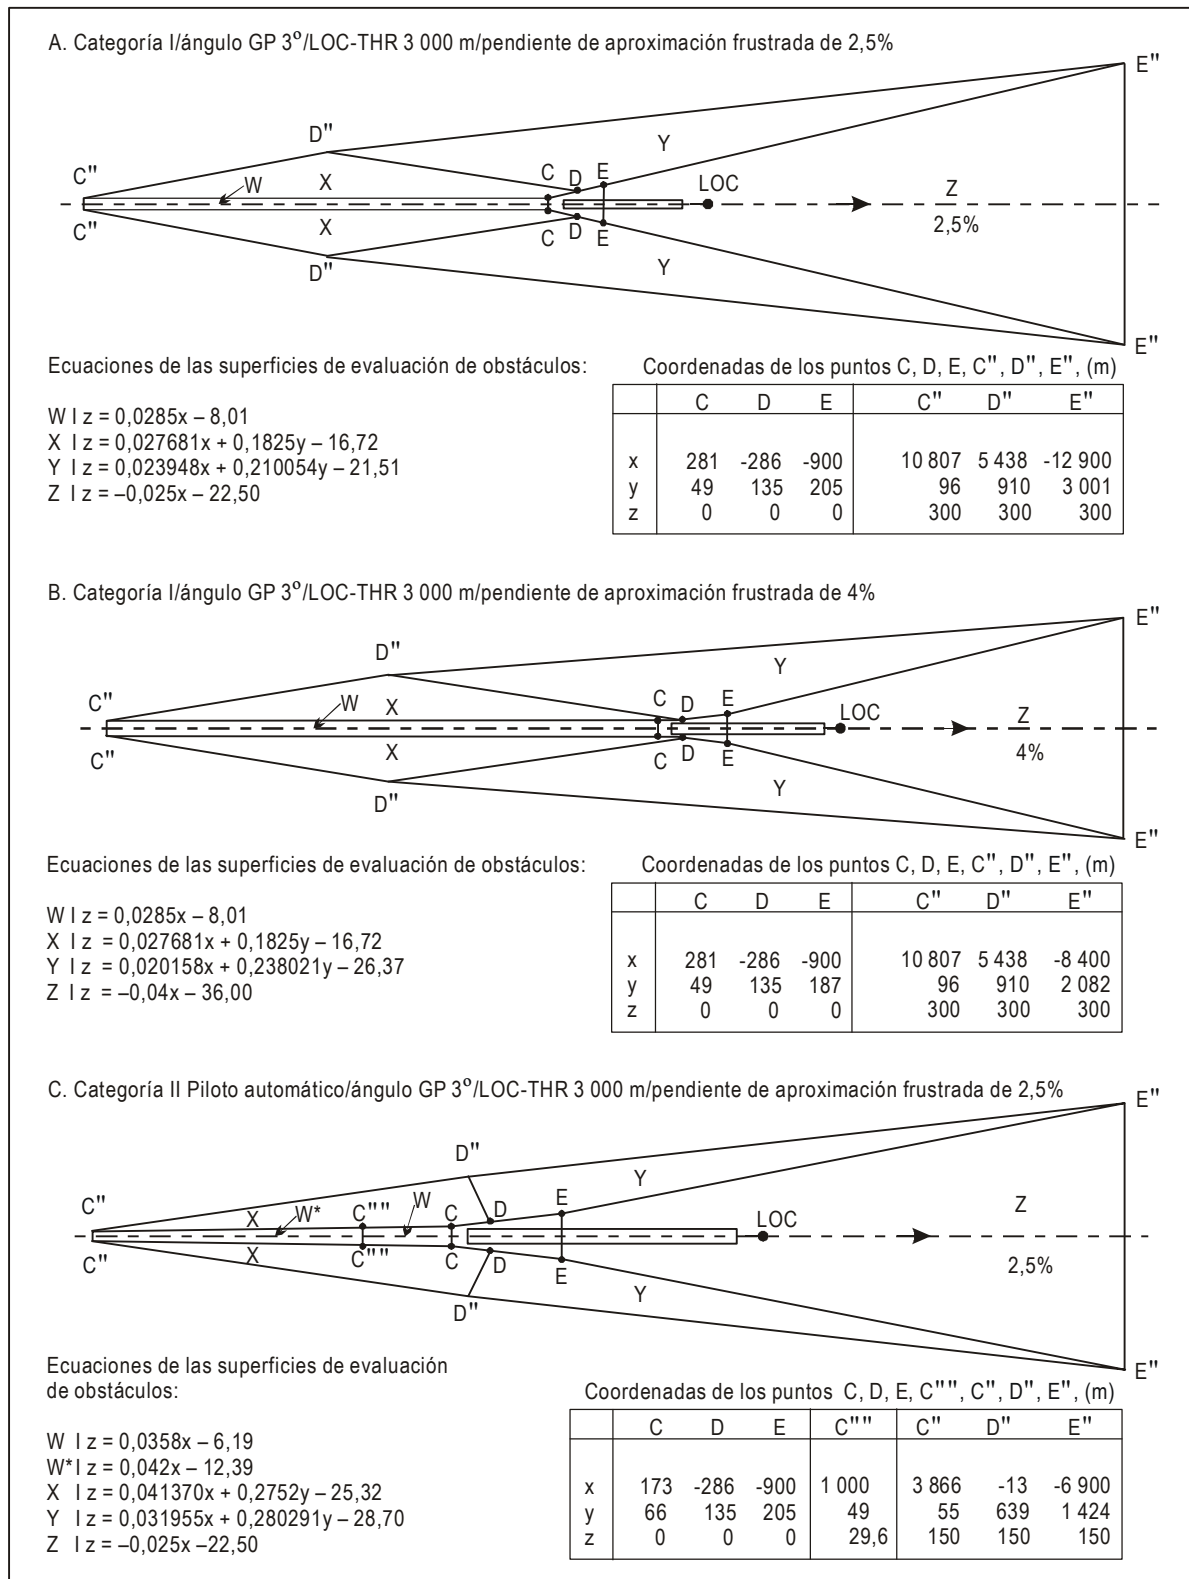 A. Categoría I/ángulo GP 3º/LOC-THR 3 000 m/pendiente de aproximación frustrada de 2,5%
E"
D"
Y
C"
W
X
C
D
E
LOC
Z
C"
X
C
D
E
2,5%
D"
Y
E"
Ecuaciones de las superficies de evaluación de obstáculos:
W I z = 0,0285x – 8,01
X I z = 0,027681x + 0,1825y – 16,72
Y I z = 0,023948x + 0,210054y – 21,51
Z I z = –0,025x – 22,50
Coordenadas de los puntos C, D, E, C", D", E", (m)
C D E C" D" E"
x 281 -286 -900 10 807 5 438 -12 900
y 49 135 205 96 910 3 001
z 0 0 0 300 300 300
B. Categoría I/ángulo GP 3º/LOC-THR 3 000 m/pendiente de aproximación frustrada de 4%
E"
D"
Y
C"
W
X
C
D
E
LOC
Z
C"
X
C
D
E
4%
D"
Y
E"
Ecuaciones de las superficies de evaluación de obstáculos:
W I z = 0,0285x – 8,01
X I z = 0,027681x + 0,1825y – 16,72
Y I z = 0,020158x + 0,238021y – 26,37
Z I z = –0,04x – 36,00
Coordenadas de los puntos C, D, E, C", D", E", (m)
C D E C" D" E"
x 281 -286 -900 10 807 5 438 -8 400
y 49 135 187 96 910 2 082
z 0 0 0 300 300 300
C. Categoría II Piloto automático/ángulo GP 3º/LOC-THR 3 000 m/pendiente de aproximación frustrada de 2,5%
E"
D"
Y
C"
X
W*
C""
W
C
D
E
LOC
Z
C"
X
C""
C
D
E
2,5%
D"
Y
E"
Ecuaciones de las superficies de evaluación
de obstáculos:
W I z = 0,0358x – 6,19
W* I z = 0,042x – 12,39
X I z = 0,041370x + 0,2752y – 25,32
Y I z = 0,031955x + 0,280291y – 28,70
Z I z = –0,025x –22,50
Coordenadas de los puntos C, D, E, C"", C", D", E", (m)
C D E C"" C" D" E"
x 173 -286 -900 1 000 3 866 -13 -6 900
y 66 135 205 49 55 639 1 424
z 0 0 0 29,6 150 150 150